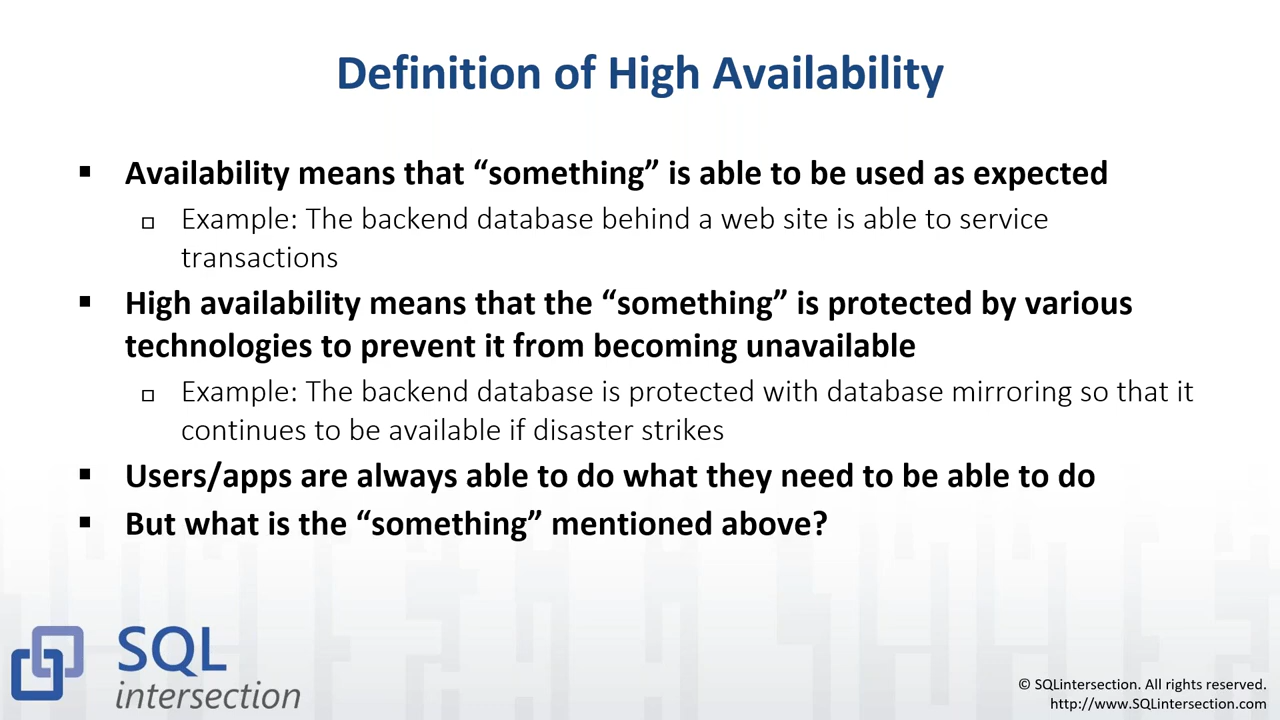 Definition of High Availability
▪ Availability means that “something” is able to be used as expected
▫ Example: The backend database behind a web site is able to service
transactions
▪ High availability means that the “something” is protected by various
technologies to prevent it from becoming unavailable
▫ Example: The backend database is protected with database mirroring so that it
continues to be available if disaster strikes
▪ Users/apps are always able to do what they need to be able to do
▪ But what is the “something” mentioned above?
SQL
intersection
© SQLintersection. All rights reserved.
http://www.SQLintersection.com